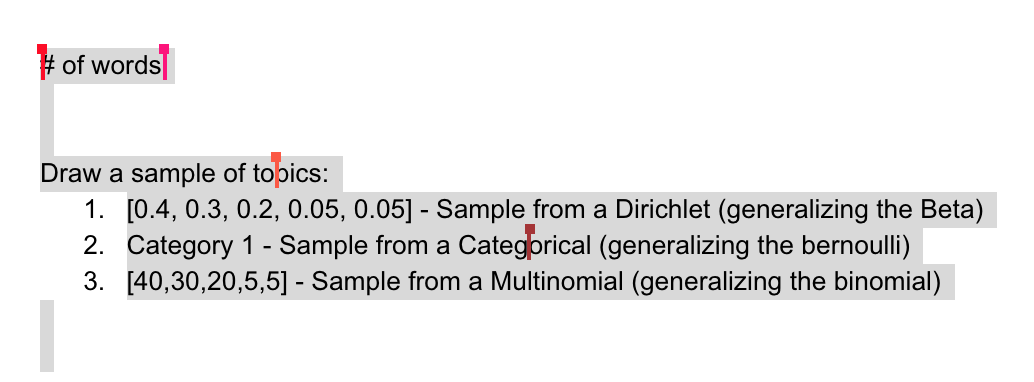 # of words
Draw a sample of topics:
1. [0.4, 0.3, 0.2, 0.05, 0.05] - Sample from a Dirichlet (generalizing the Beta)
2. Category 1 - Sample from a Categorical (generalizing the bernoulli)
3. [40,30,20,5,5] - Sample from a Multinomial (generalizing the binomial)